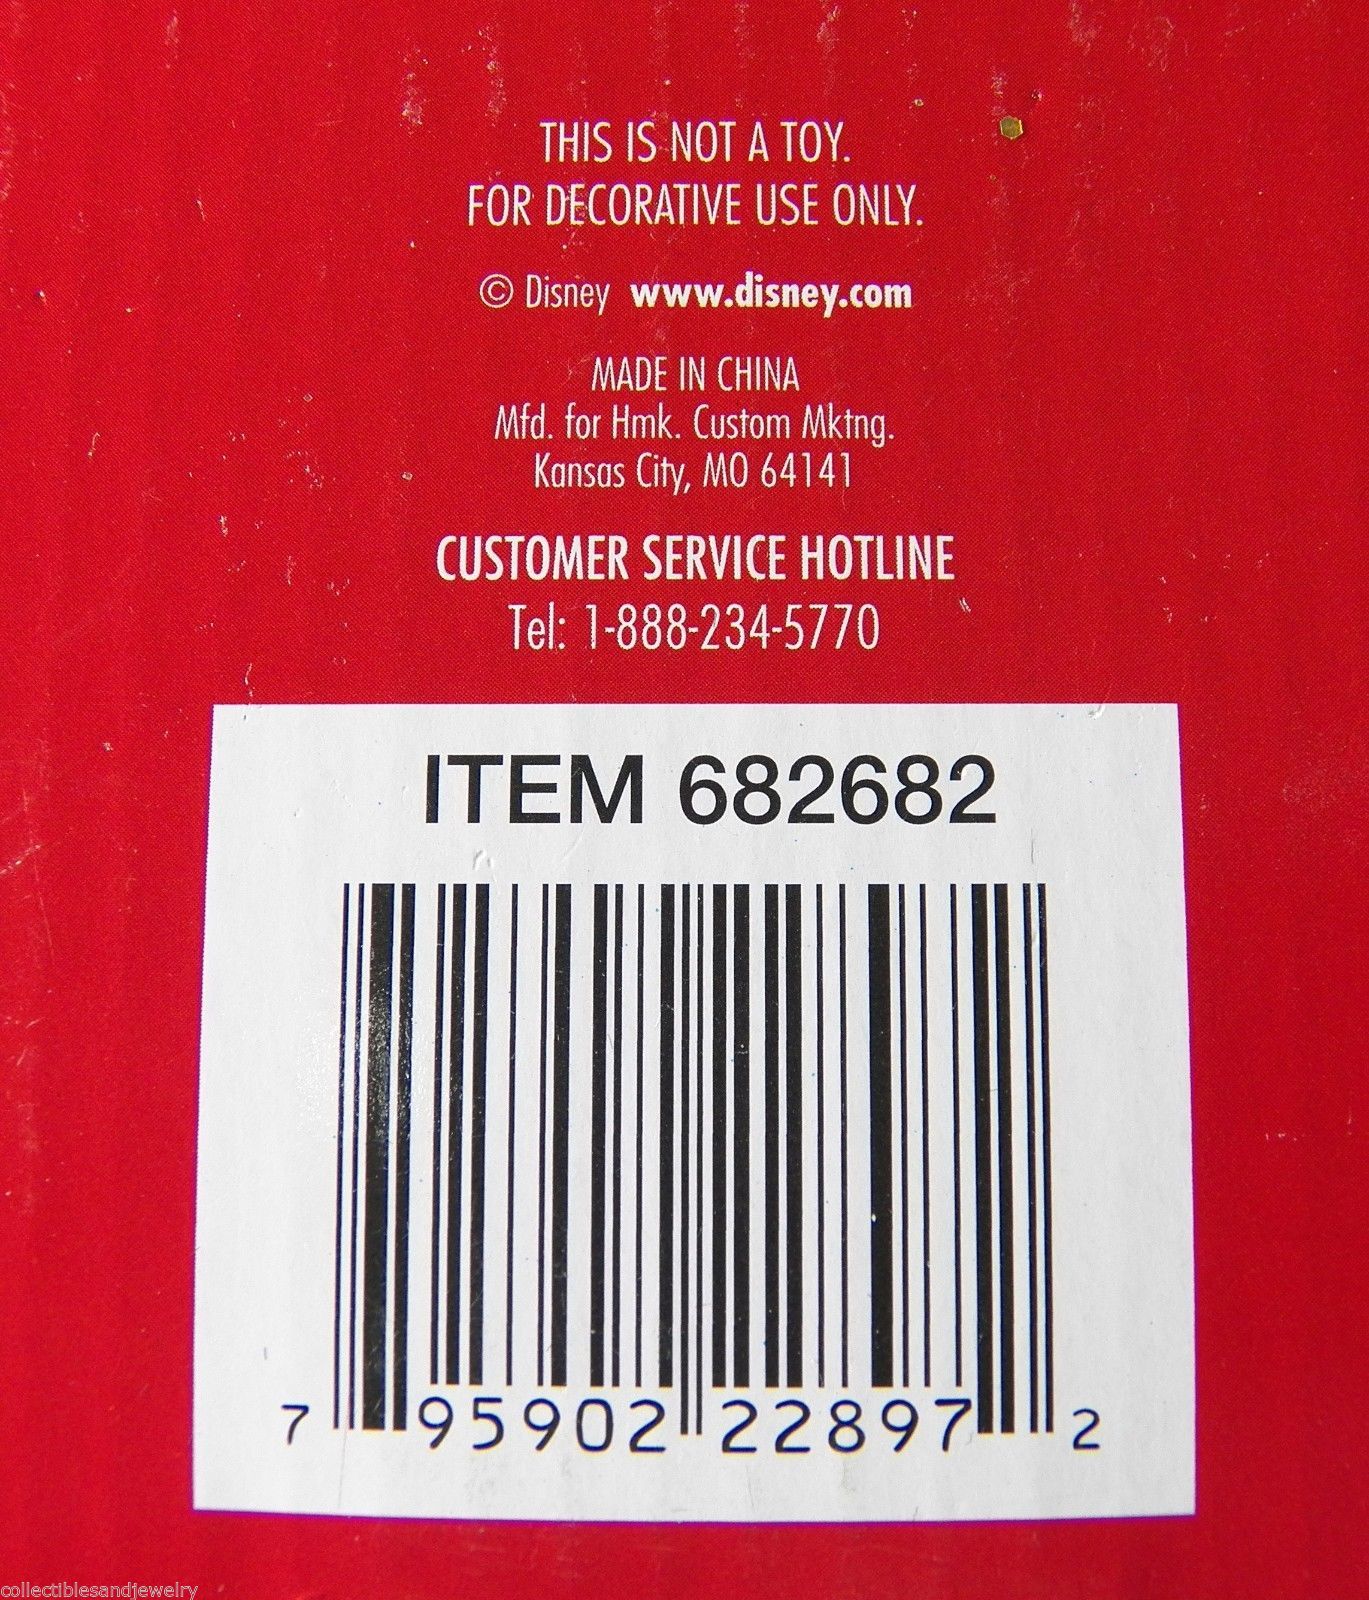 THIS IS NOT A TOY.
FOR DECORATIVE USE ONLY.
© Disney www.disney.com
MADE IN CHINA
Mfd. for Hmk. Custom Mktng.
Kansas City, MO 64141
CUSTOMER SERVICE HOTLINE
Tel: 1-888-234-5770
ITEM 682682
7 95902 22897 2
collectiblesandjewelry